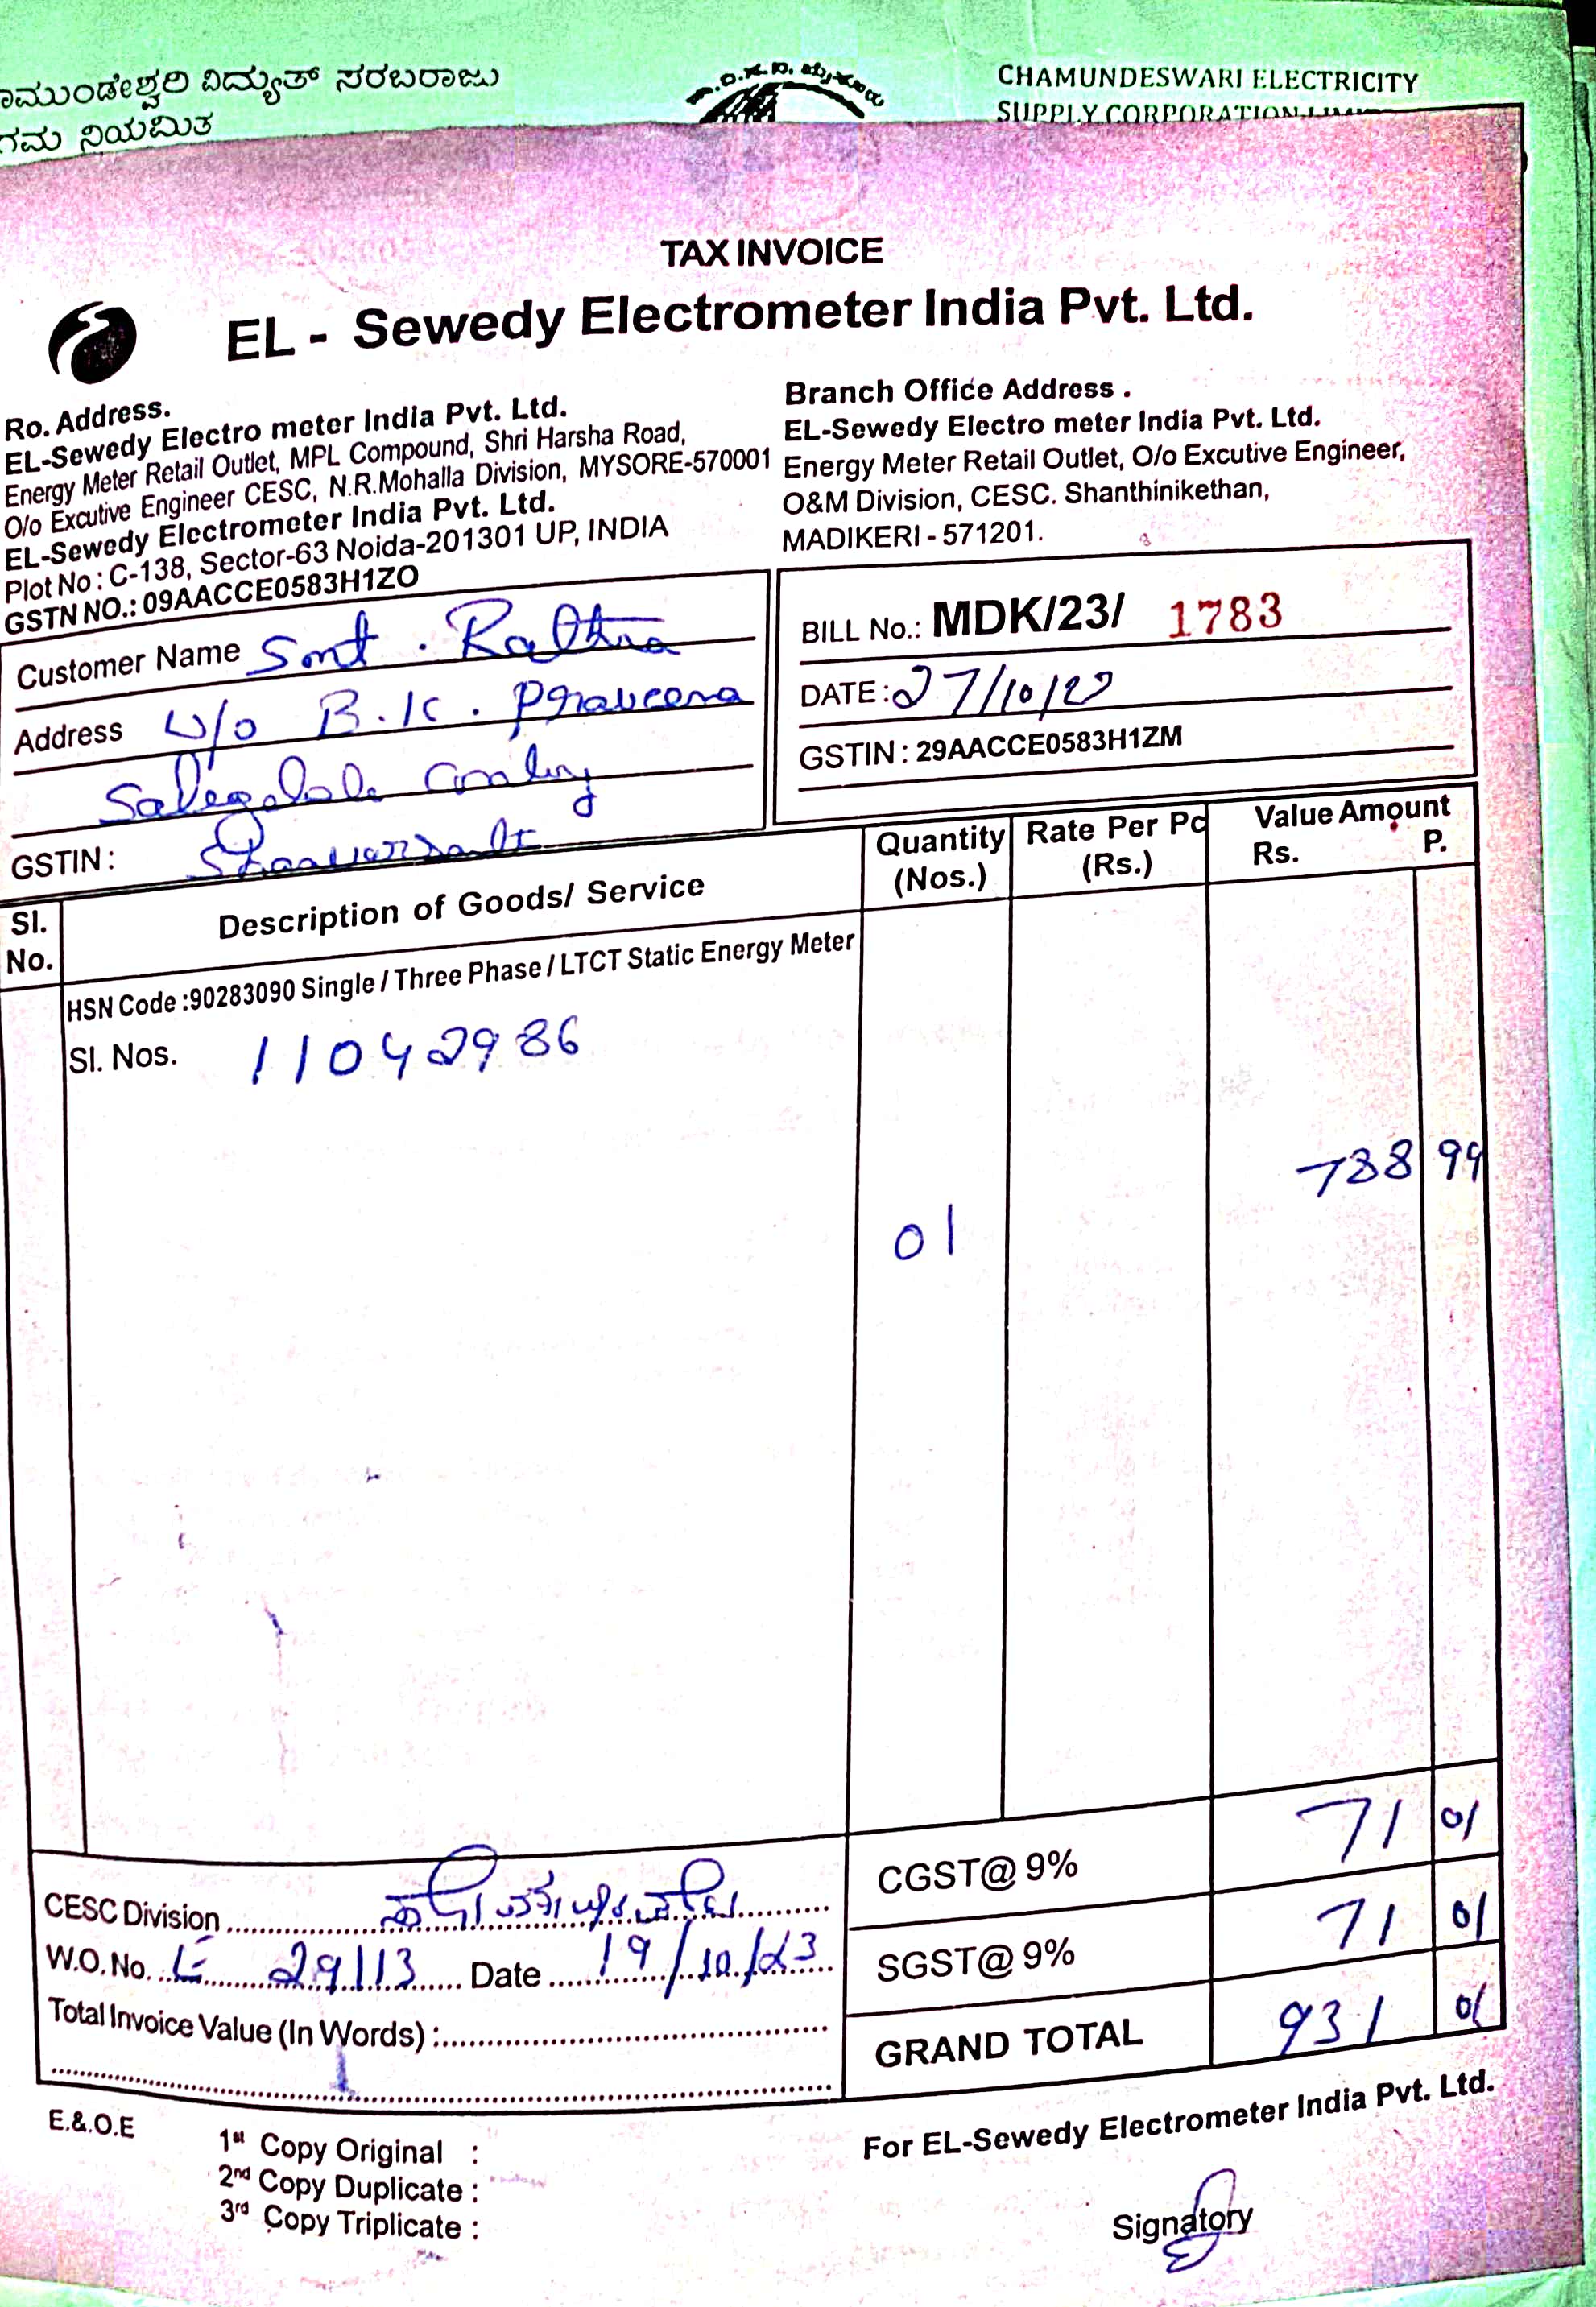 ಾಮುಂಡೇಶ್ವರಿ ವಿದ್ಯುತ್ ಸರಬರಾಜು
ಗಮ ನಿಯಮಿತ
CHAMUNDESWARI ELECTRICITY
SUPPLY CORPORATION
TAX INVOICE
EL - Sewedy Electrometer India Pvt. Ltd.
Ro. Address.
EL-Sewedy Electro meter India Pvt. Ltd.
Energy Meter Retail Outlet, MPL Compound, Shri Harsha Road,
O/o Excutive Engineer CESC, N.R.Mohalla Division, MYSORE-570001
EL-Sewedy Electrometer India Pvt. Ltd.
Plot No : C-138, Sector-63 Noida-201301 UP, INDIA
GSTN NO.: 09AACCE0583H1ZO
Branch Office Address .
EL-Sewedy Electro meter India Pvt. Ltd.
Energy Meter Retail Outlet, O/o Excutive Engineer,
O&M Division, CESC. Shanthinikethan,
MADIKERI - 571201.
Customer Name Smt .
Address w/o B.K. Praveena
GSTIN :
BILL No.: MDK/23/ 1783
DATE : 27/10/23
GSTIN : 29AACCE0583H1ZM
Sl. No. Description of Goods/ Service Quantity (Nos.) Rate Per Pc (Rs.) Value Amount Rs. P.
HSN Code :90283090 Single / Three Phase / LTCT Static Energy Meter
Sl. Nos. 11042986
788 99
01
CGST@ 9% 71 01
SGST@ 9% 71 01
GRAND TOTAL 931 01
CESC Division
W.O. No. 29113 Date 19/10/23
Total Invoice Value (In Words) :
E.&.O.E
1st Copy Original :
2nd Copy Duplicate :
3rd Copy Triplicate :
For EL-Sewedy Electrometer India Pvt. Ltd.
Signatory